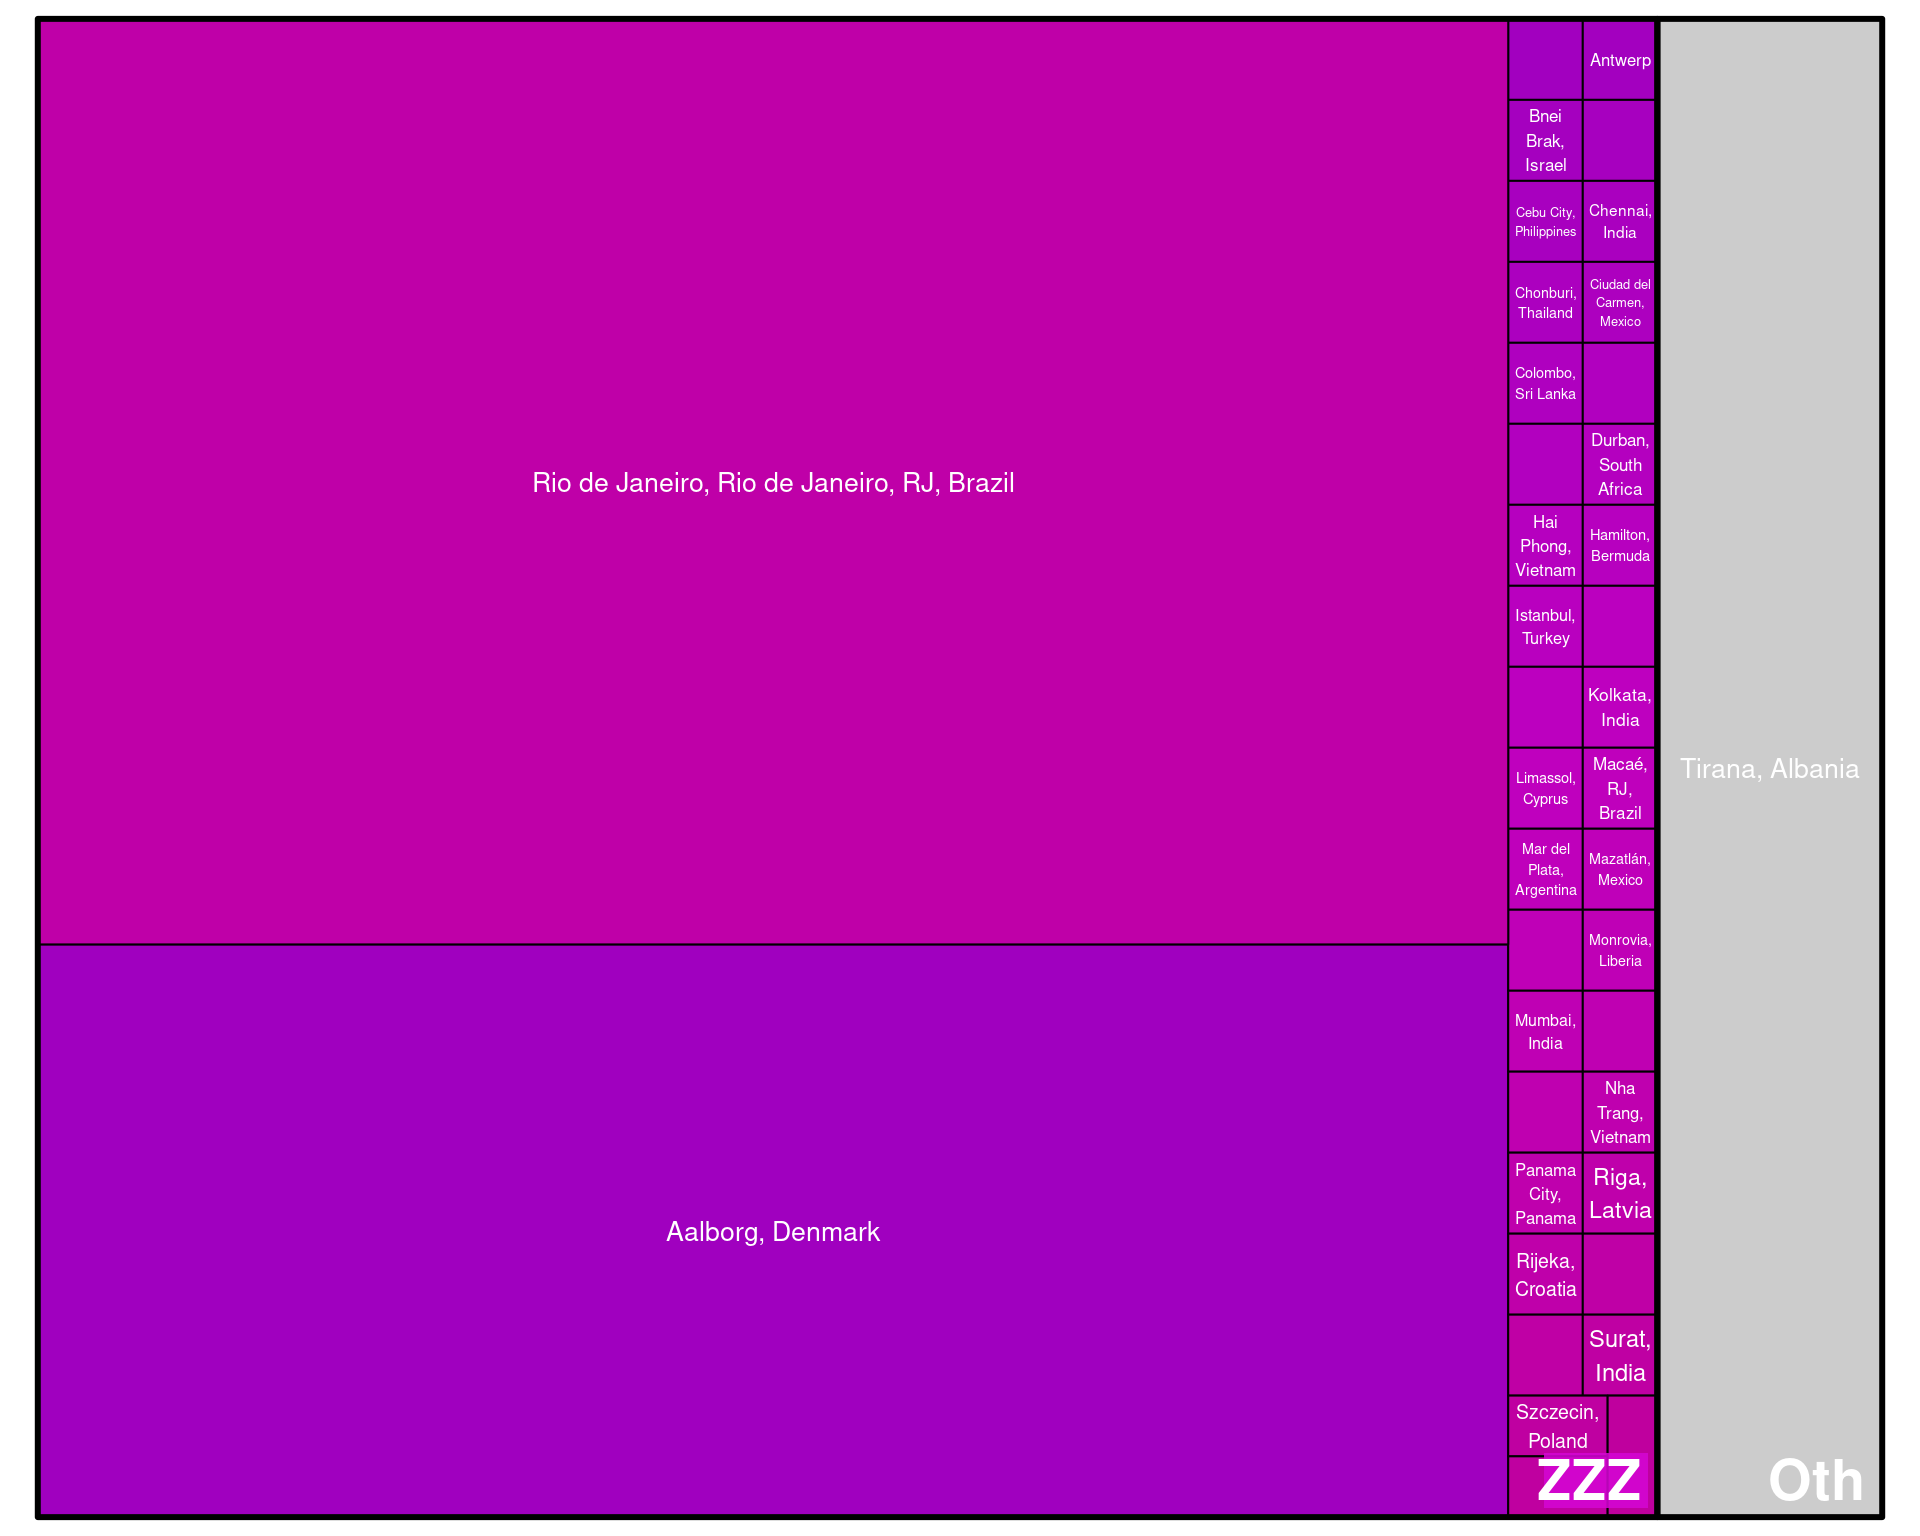 Rio de Janeiro, Rio de Janeiro, RJ, Brazil
Aalborg, Denmark
Antwerp
Bnei
Brak,
Israel
Cebu City,
Philippines
Chennai,
India
Chonburi,
Thailand
Ciudad del
Carmen,
Mexico
Colombo,
Sri Lanka
Durban,
South
Africa
Hai
Phong,
Vietnam
Hamilton,
Bermuda
Istanbul,
Turkey
Kolkata,
India
Limassol,
Cyprus
Macaé,
RJ,
Brazil
Mar del
Plata,
Argentina
Mazatlán,
Mexico
Monrovia,
Liberia
Mumbai,
India
Nha
Trang,
Vietnam
Panama
City,
Panama
Riga,
Latvia
Rijeka,
Croatia
Surat,
India
Szczecin,
Poland
ZZZ
Tirana, Albania
Oth